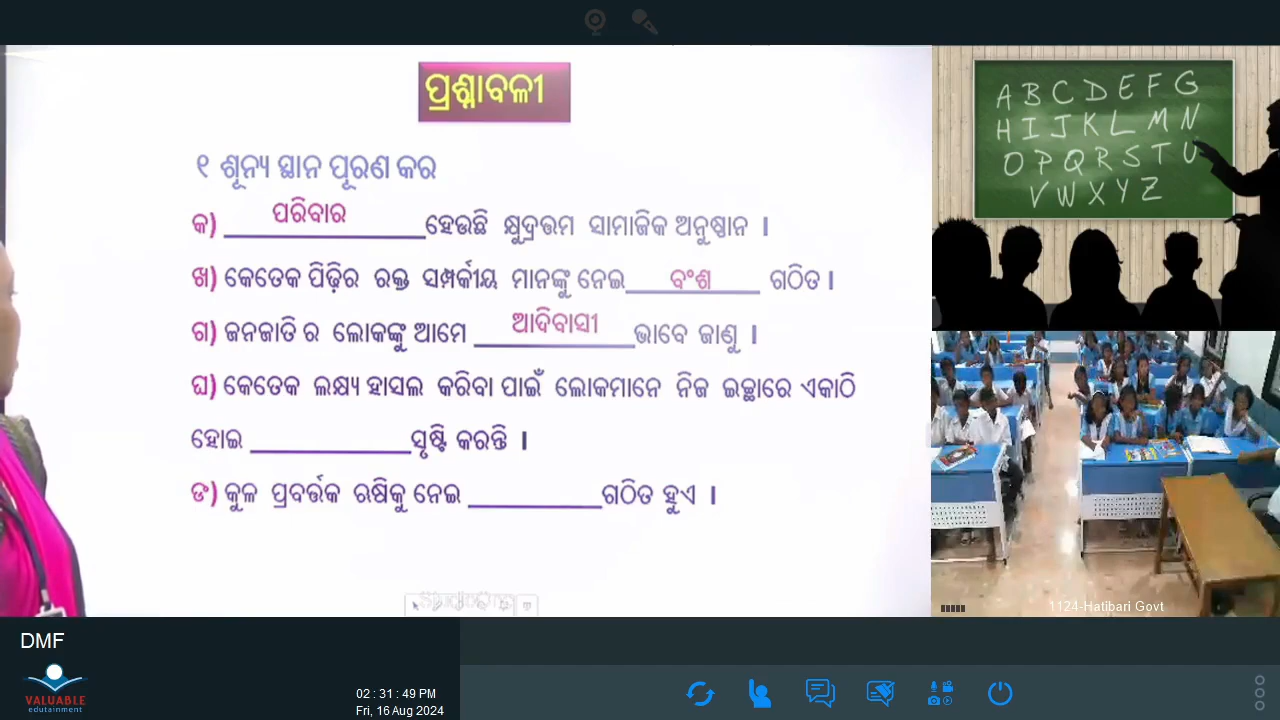 ପ୍ରଶ୍ନାବଳୀ
୧ ଶୂନ୍ୟ ସ୍ଥାନ ପୂରଣ କର
କ) ପରିବାର ହେଉଛି କ୍ଷୁଦ୍ରତମ ସାମାଜିକ ଅନୁଷ୍ଠାନ ।
ଖ) କେତେକ ପିଢ଼ିର ରକ୍ତ ସମ୍ପର୍କୀୟ ମାନଙ୍କୁ ନେଇ ବଂଶ ଗଠିତ ।
ଗ) ଜନଜାତି ର ଲୋକଙ୍କୁ ଆମେ ଆଦିବାସୀ ଭାବେ ଜାଣୁ ।
ଘ) କେତେକ ଲକ୍ଷ୍ୟ ହାସଲ କରିବା ପାଇଁ ଲୋକମାନେ ନିଜ ଇଚ୍ଛାରେ ଏକାଠି
ହୋଇ ____________ ସୃଷ୍ଟି କରନ୍ତି ।
ଙ) କୁଳ ପ୍ରବର୍ତ୍ତକ ଋଷିକୁ ନେଇ __________ ଗଠିତ ହୁଏ ।
A B C D E F G
H I J K L M N
O P Q R S T U
V W X Y Z
1124-Hatibari Govt
DMF
VALUABLE
edutainment
02 : 31 : 49 PM
Fri, 16 Aug 2024